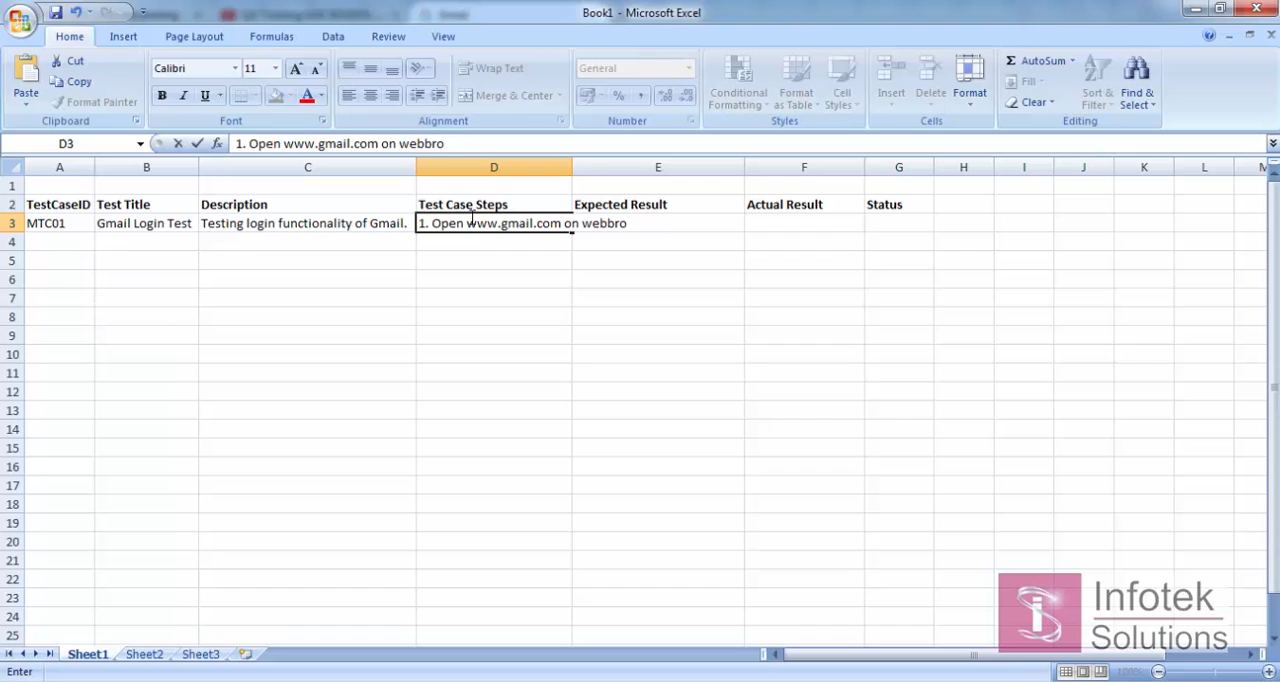 Book1 - Microsoft Excel
Home Insert Page Layout Formulas Data Review View
Paste
Cut
Copy
Format Painter
Clipboard
Calibri 11
Font
Wrap Text
Merge & Center
Alignment
General
Number
Conditional Formatting
Format as Table
Cell Styles
Styles
Insert Delete Format
Cells
AutoSum
Fill
Clear
Sort & Filter
Find & Select
Editing
D3 1. Open www.gmail.com on webbro
A B C D E F G H I J K L M
1
2 TestCaseID Test Title Description Test Case Steps Expected Result Actual Result Status
3 MTC01 Gmail Login Test Testing login functionality of Gmail. 1. Open www.gmail.com on webbro
4
5
6
7
8
9
10
11
12
13
14
15
16
17
18
19
20
21
22
23
24
25
Infotek
Solutions
Sheet1 Sheet2 Sheet3
Enter 100%